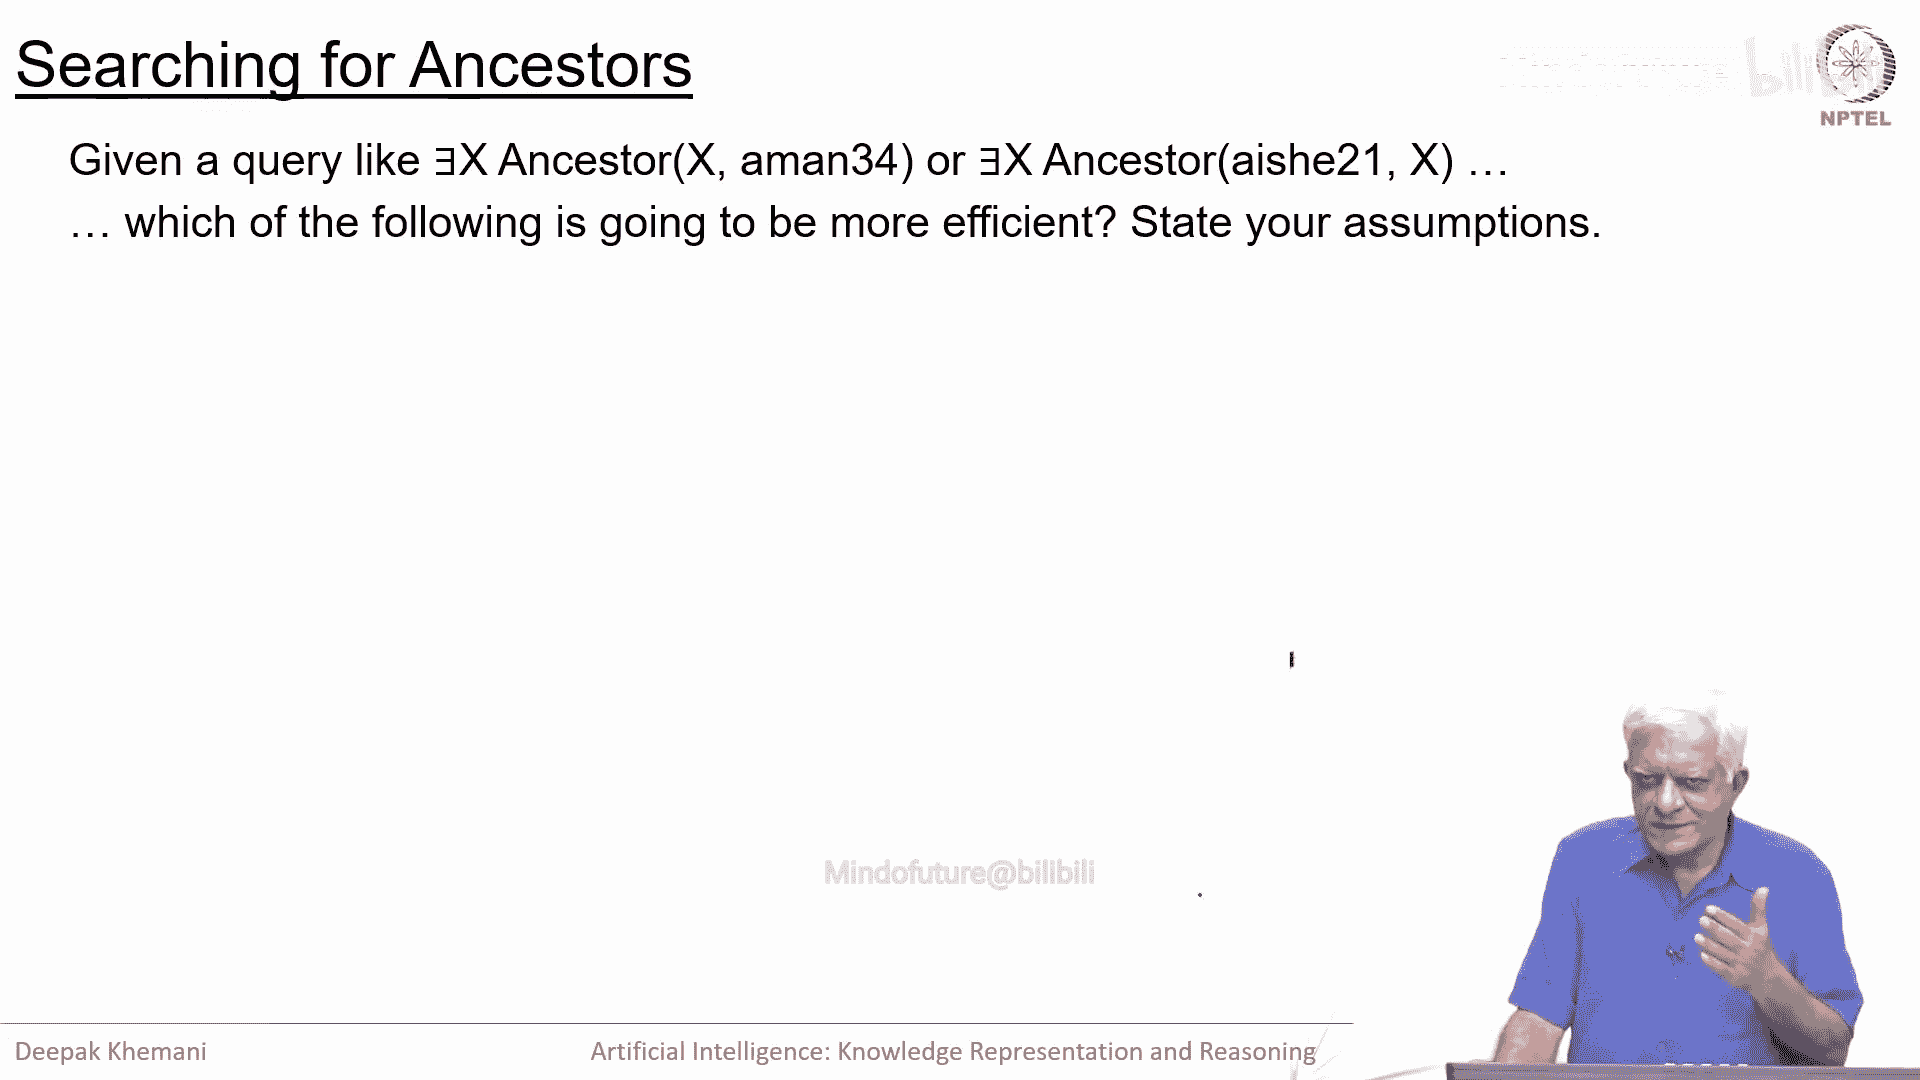 Searching for Ancestors
NPTEL
Given a query like ∃X Ancestor(X, aman34) or ∃X Ancestor(aishe21, X) …
… which of the following is going to be more efficient? State your assumptions.
Mindofuture@bilibili
Deepak Khemani
Artificial Intelligence: Knowledge Representation and Reasoning